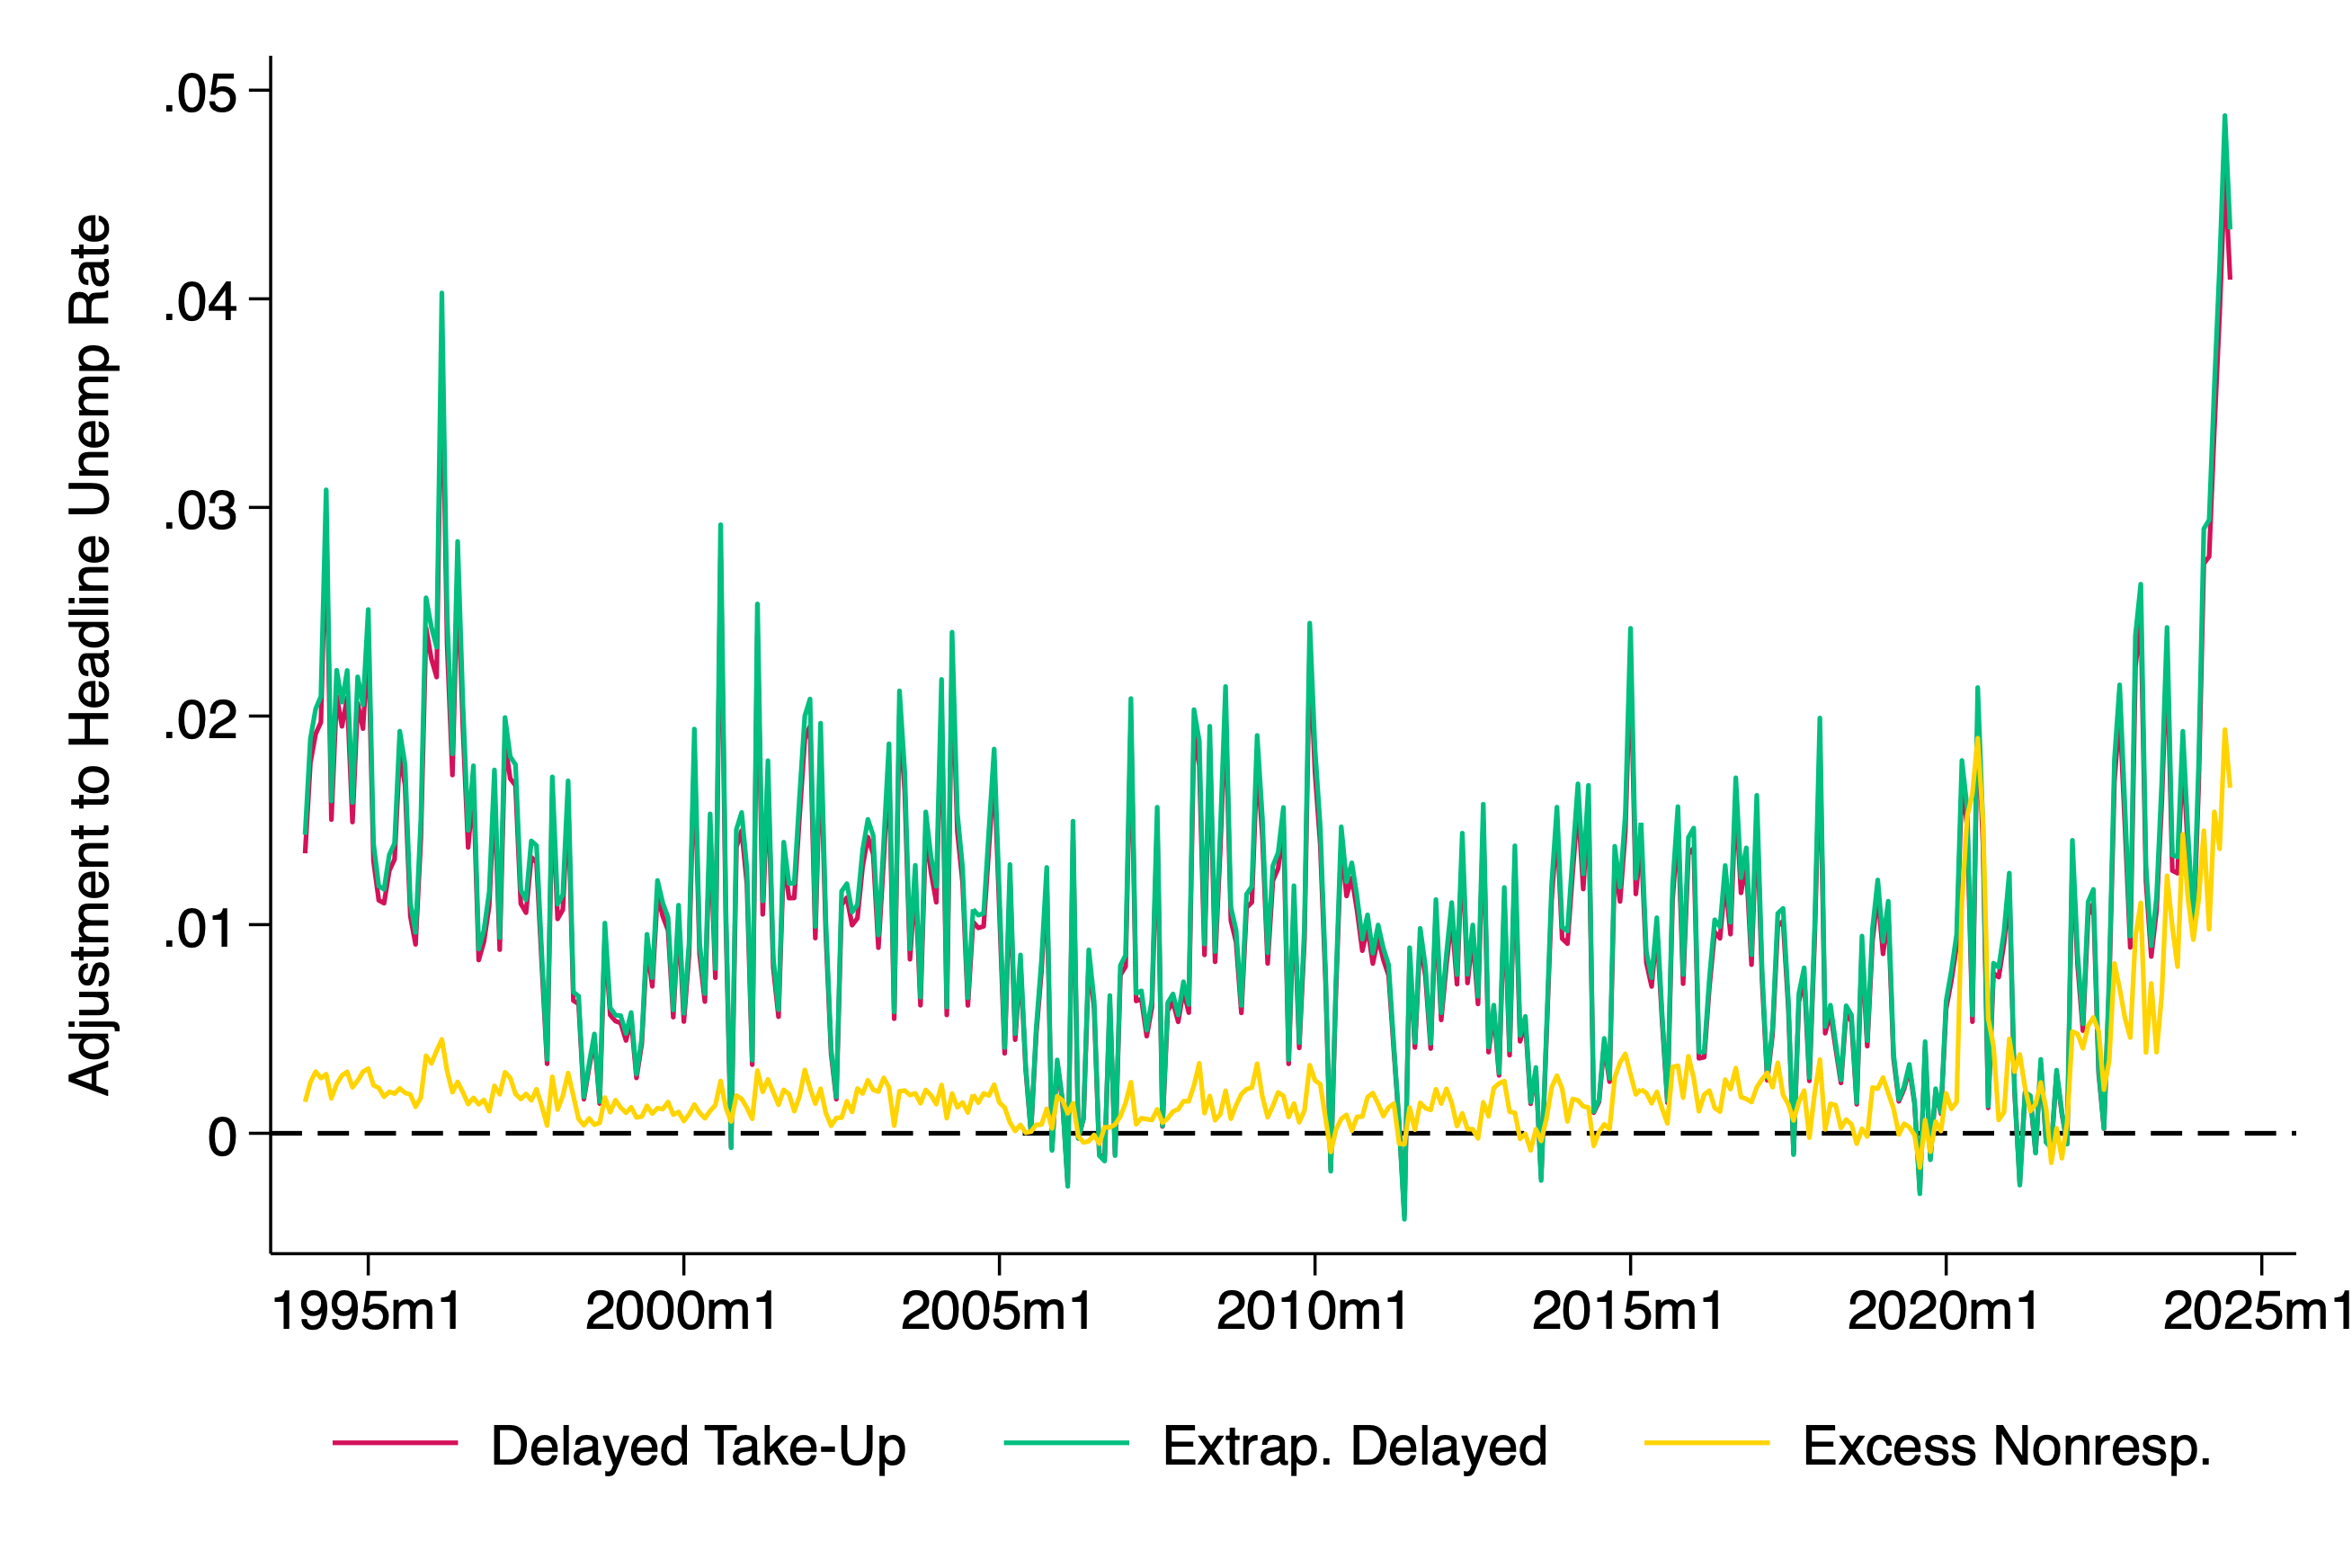 Adjustment to Headline Unemp Rate
.05
.04
.03
.02
.01
0
1995m1 2000m1 2005m1 2010m1 2015m1 2020m1 2025m1
Delayed Take-Up Extrap. Delayed Excess Nonresp.